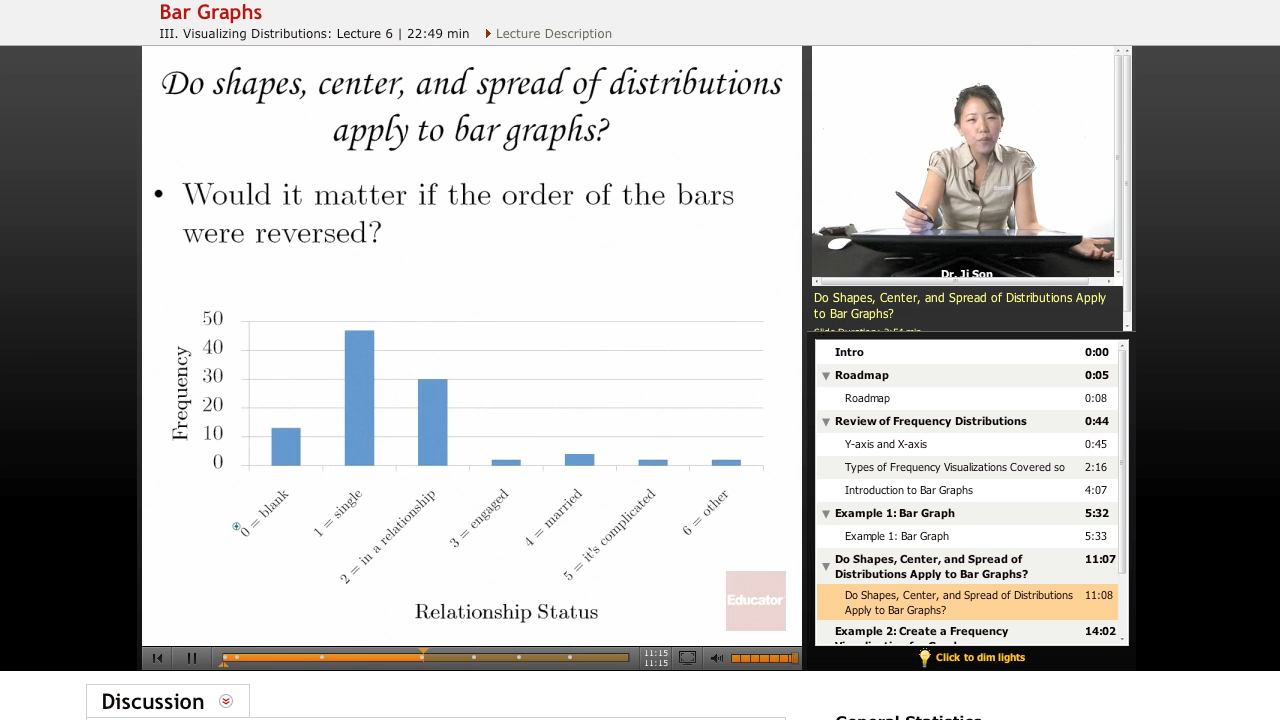 Bar Graphs
III. Visualizing Distributions: Lecture 6 | 22:49 min Lecture Description
Do shapes, center, and spread of distributions
apply to bar graphs?
• Would it matter if the order of the bars
were reversed?
50
40
30
20
10
0
Frequency
0 = blank
1 = single
2 = in a relationship
3 = engaged
4 = married
5 = it's complicated
6 = other
Relationship Status
Educator
11:15
11:15
Dr. Ji Son
Do Shapes, Center, and Spread of Distributions Apply
to Bar Graphs?
Intro 0:00
Roadmap 0:05
Roadmap 0:08
Review of Frequency Distributions 0:44
Y-axis and X-axis 0:45
Types of Frequency Visualizations Covered so 2:16
Introduction to Bar Graphs 4:07
Example 1: Bar Graph 5:32
Example 1: Bar Graph 5:33
Do Shapes, Center, and Spread of 11:07
Distributions Apply to Bar Graphs?
Do Shapes, Center, and Spread of Distributions 11:08
Apply to Bar Graphs?
Example 2: Create a Frequency 14:02
Click to dim lights
Discussion
General Statistics